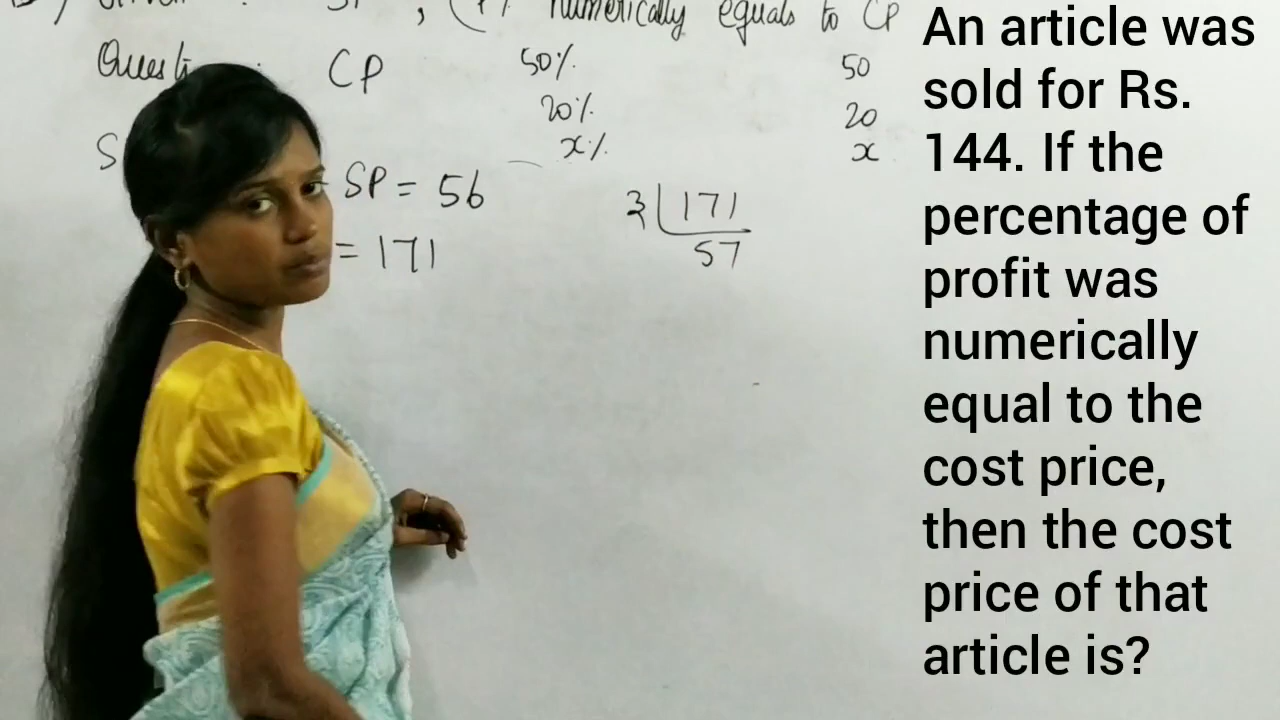 SP , numerically equals to CP
Quest : CP 50% 50
20% 20
S x% x
SP = 56
= 171
3 171
57
An article was
sold for Rs.
144. If the
percentage of
profit was
numerically
equal to the
cost price,
then the cost
price of that
article is?